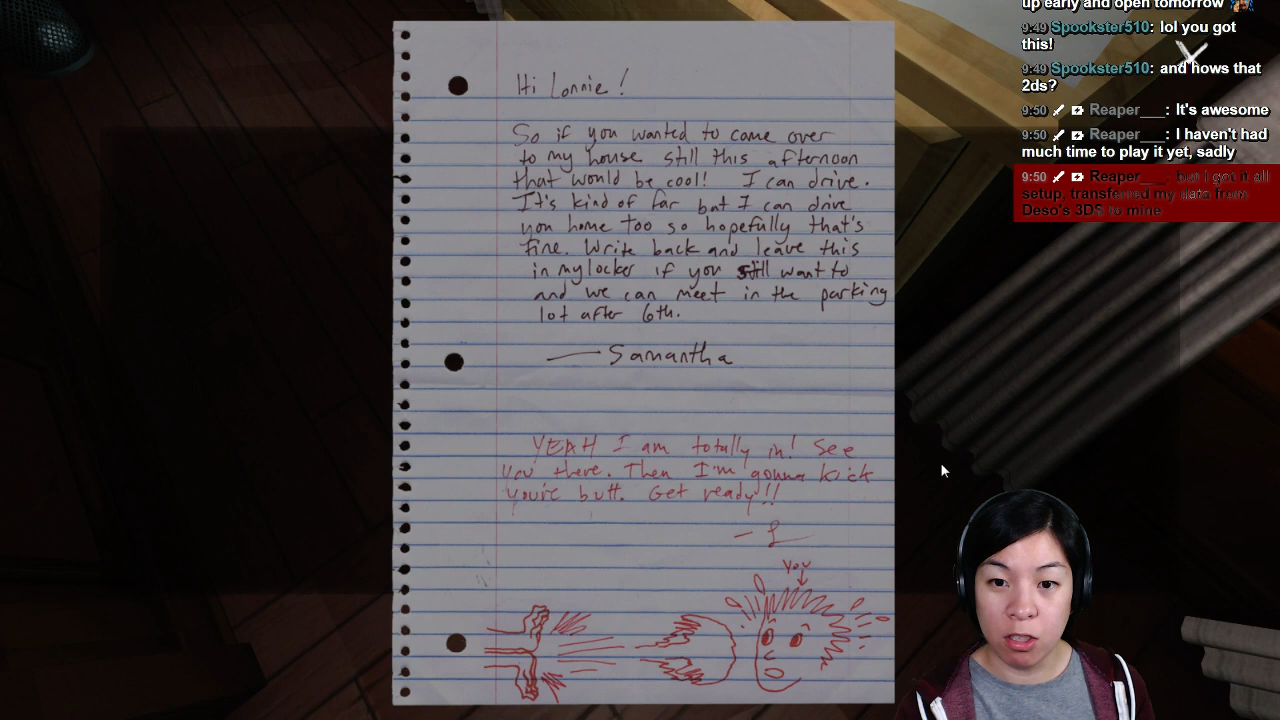 Hi Lonnie!
So if you wanted to come over
to my house still this afternoon
that would be cool! I can drive.
It's kind of far but I can drive
you home too so hopefully that's
fine. Write back and leave this
in my locker if you still want to
and we can meet in the parking
lot after 6th.
— Samantha
YEAH I am totally in! See
you there. Then I'm gonna kick
you're butt. Get ready!!
- L
you
up early and open tomorrow
9:49 Spookster510: lol you got
this!
9:49 Spookster510: and hows that
2ds?
9:50 Reaper___: It's awesome
9:50 Reaper___: I haven't had
much time to play it yet, sadly
9:50 Reaper___: but i got it all
setup, transferred my data from
Deso's 3DS to mine